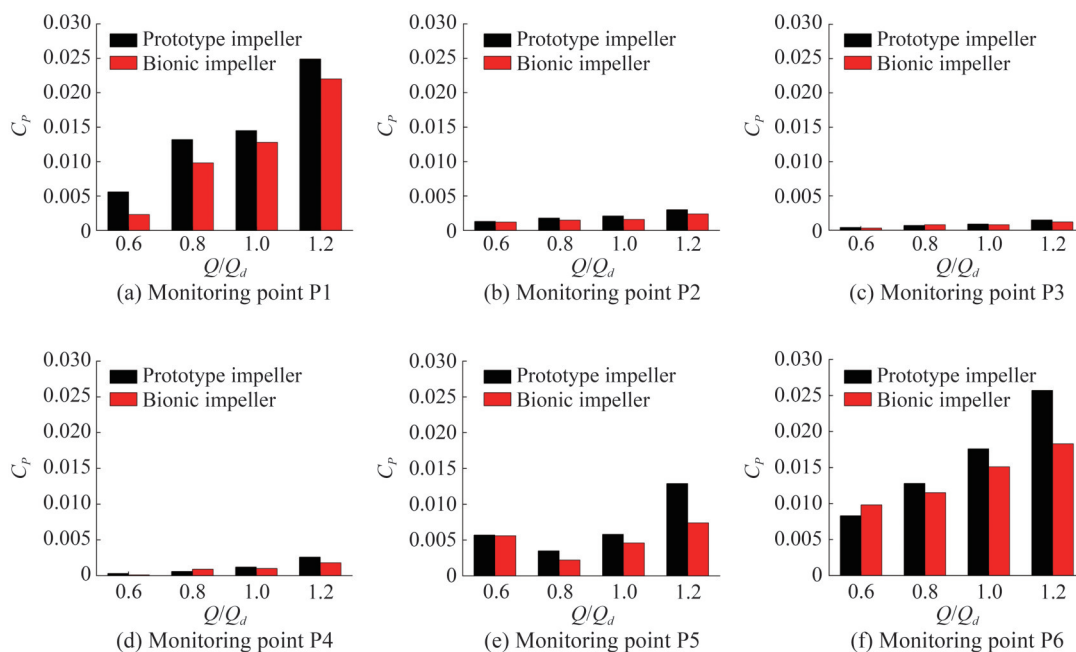 0.030
0.025
0.020
0.015
0.010
0.005
0
C_P
Prototype impeller
Bionic impeller
0.6 0.8 1.0 1.2
Q/Q_d
(a) Monitoring point P1
0.030
0.025
0.020
0.015
0.010
0.005
0
C_P
Prototype impeller
Bionic impeller
0.6 0.8 1.0 1.2
Q/Q_d
(b) Monitoring point P2
0.030
0.025
0.020
0.015
0.010
0.005
0
C_P
Prototype impeller
Bionic impeller
0.6 0.8 1.0 1.2
Q/Q_d
(c) Monitoring point P3
0.030
0.025
0.020
0.015
0.010
0.005
0
C_P
Prototype impeller
Bionic impeller
0.6 0.8 1.0 1.2
Q/Q_d
(d) Monitoring point P4
0.030
0.025
0.020
0.015
0.010
0.005
0
C_P
Prototype impeller
Bionic impeller
0.6 0.8 1.0 1.2
Q/Q_d
(e) Monitoring point P5
0.030
0.025
0.020
0.015
0.010
0.005
0
C_P
Prototype impeller
Bionic impeller
0.6 0.8 1.0 1.2
Q/Q_d
(f) Monitoring point P6